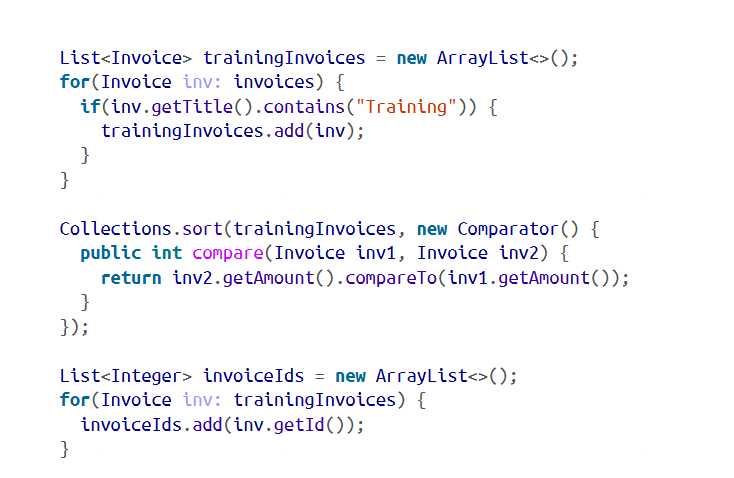 List<Invoice> trainingInvoices = new ArrayList<>();
for(Invoice inv: invoices) {
  if(inv.getTitle().contains("Training")) {
    trainingInvoices.add(inv);
  }
}

Collections.sort(trainingInvoices, new Comparator() {
  public int compare(Invoice inv1, Invoice inv2) {
    return inv2.getAmount().compareTo(inv1.getAmount());
  }
});

List<Integer> invoiceIds = new ArrayList<>();
for(Invoice inv: trainingInvoices) {
  invoiceIds.add(inv.getId());
}